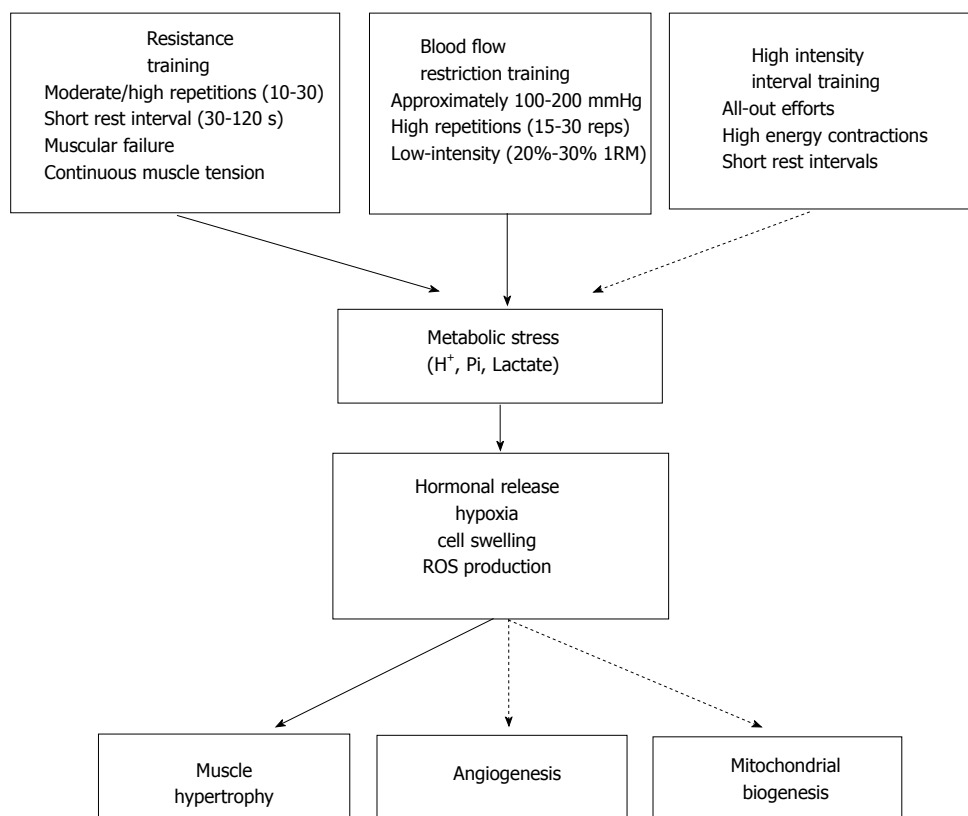 Resistance
training
Moderate/high repetitions (10-30)
Short rest interval (30-120 s)
Muscular failure
Continuous muscle tension
Blood flow
restriction training
Approximately 100-200 mmHg
High repetitions (15-30 reps)
Low-intensity (20%-30% 1RM)
High intensity
interval training
All-out efforts
High energy contractions
Short rest intervals
Metabolic stress
(H⁺, Pi, Lactate)
Hormonal release
hypoxia
cell swelling
ROS production
Muscle
hypertrophy
Angiogenesis
Mitochondrial
biogenesis